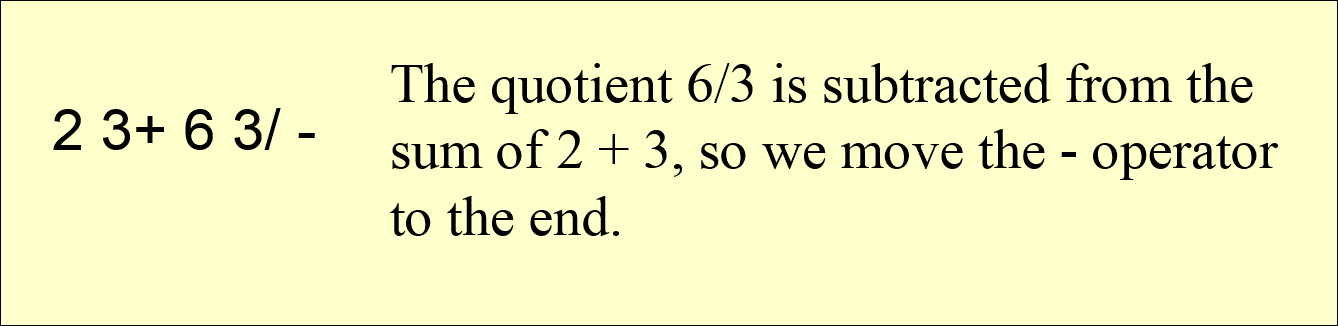 2 3+ 6 3/ -
The quotient 6/3 is subtracted from the
sum of 2 + 3, so we move the - operator
to the end.